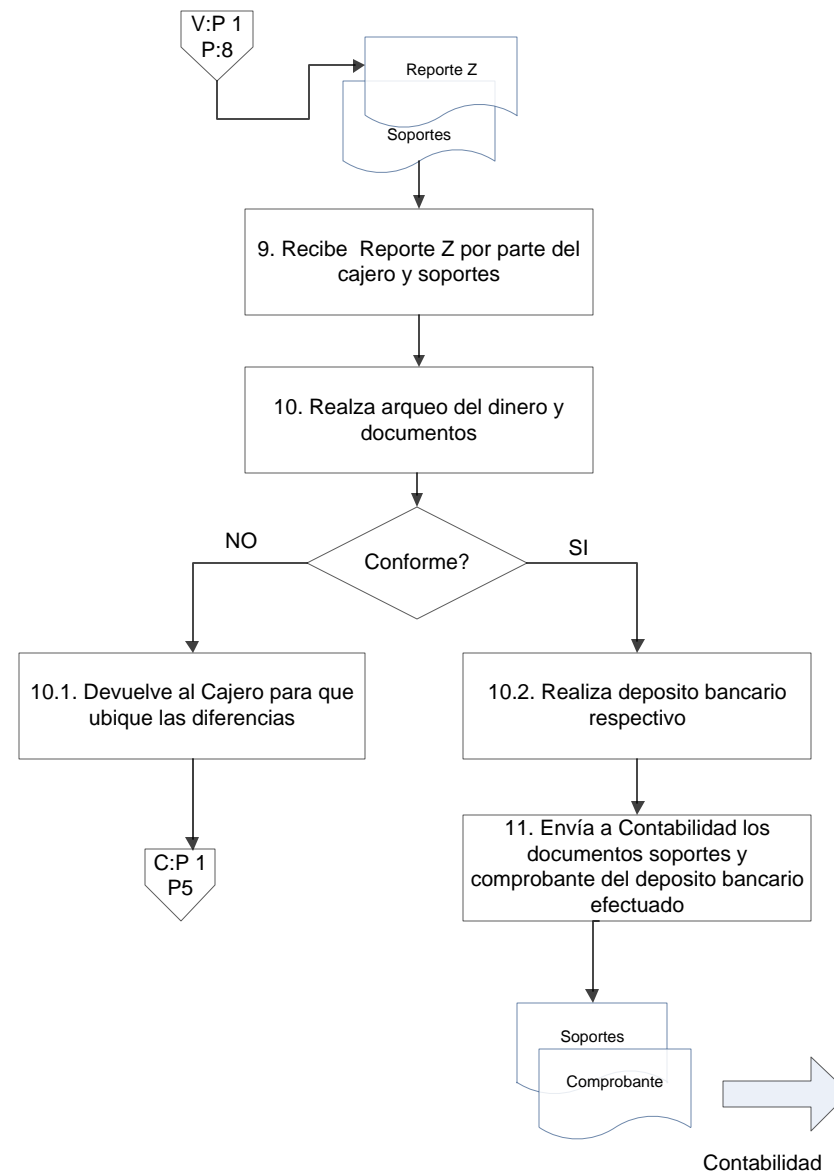 V:P 1
P:8
Reporte Z
Soportes
9. Recibe Reporte Z por parte del
cajero y soportes
10. Realza arqueo del dinero y
documentos
Conforme?
NO
SI
10.1. Devuelve al Cajero para que
ubique las diferencias
10.2. Realiza deposito bancario
respectivo
C:P 1
P5
11. Envía a Contabilidad los
documentos soportes y
comprobante del deposito bancario
efectuado
Soportes
Comprobante
Contabilidad